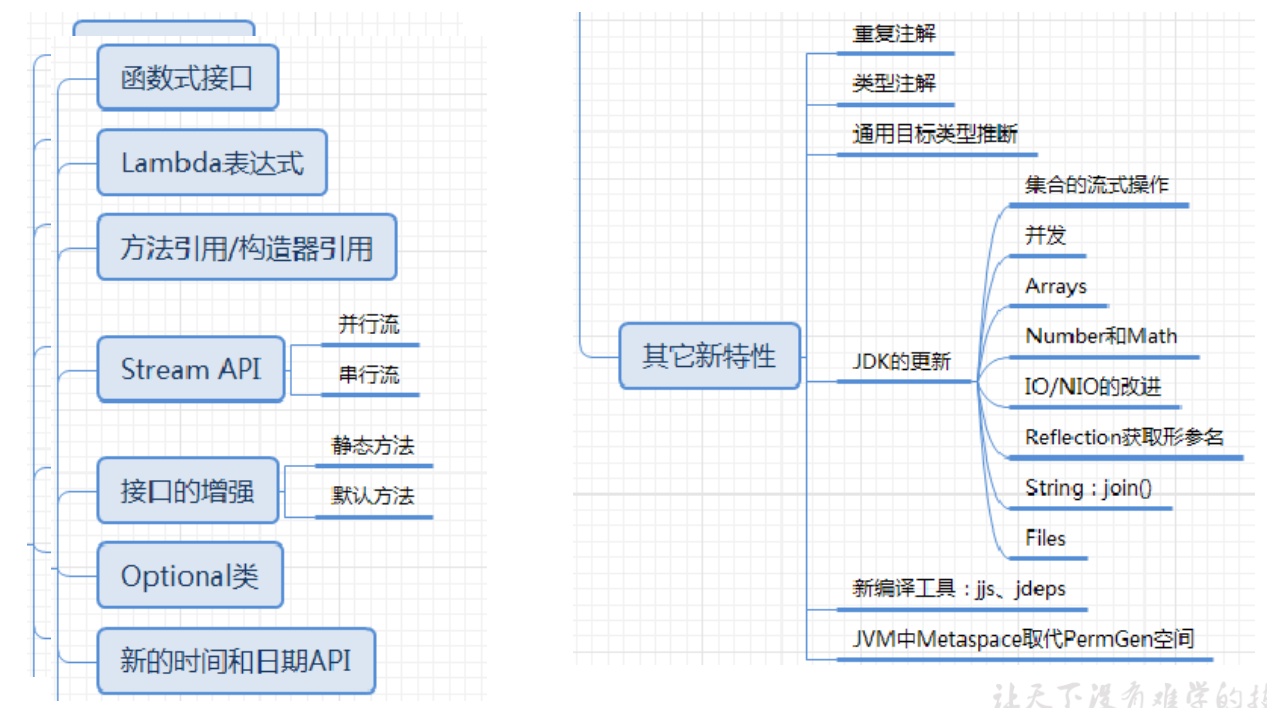 函数式接口
Lambda表达式
方法引用/构造器引用
Stream API
并行流
串行流
接口的增强
静态方法
默认方法
Optional类
新的时间和日期API
其它新特性
重复注解
类型注解
通用目标类型推断
JDK的更新
集合的流式操作
并发
Arrays
Number和Math
IO/NIO的改进
Reflection获取形参名
String：join()
Files
新编译工具：jjs、jdeps
JVM中Metaspace取代PermGen空间
让天下没有难学的技